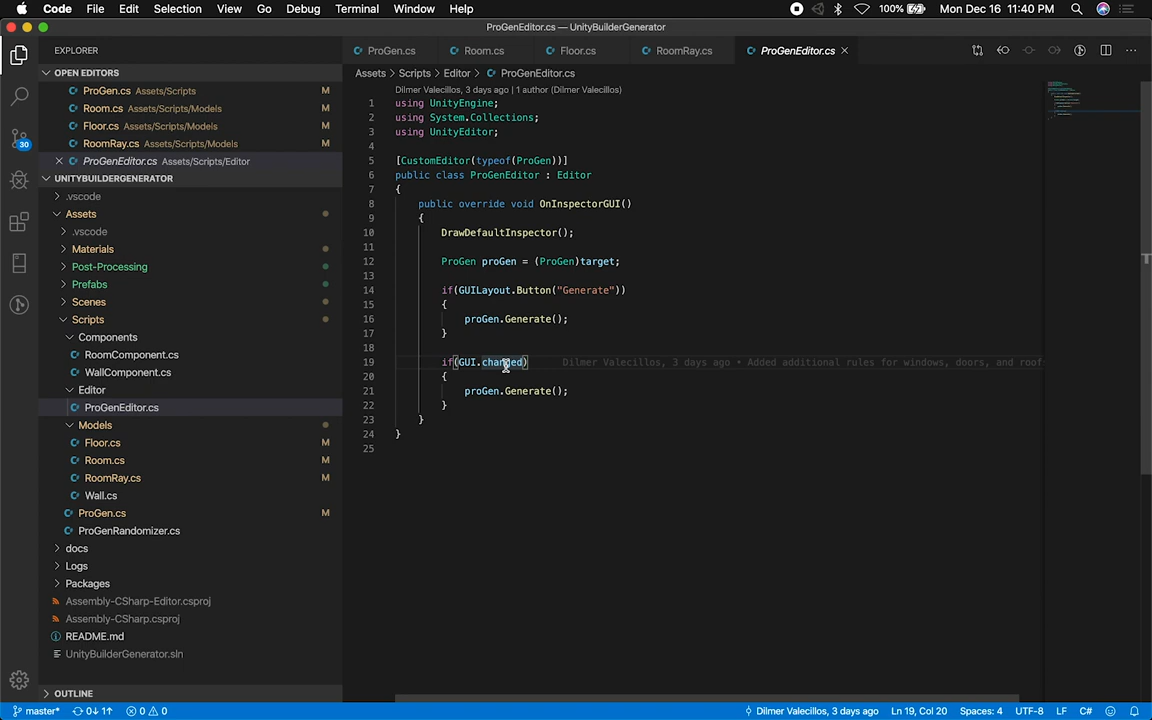 Code File Edit Selection View Go Debug Terminal Window Help 100% Mon Dec 16 11:40 PM
ProGenEditor.cs — UnityBuilderGenerator
EXPLORER
OPEN EDITORS
ProGen.cs Assets/Scripts M
Room.cs Assets/Scripts/Models M
Floor.cs Assets/Scripts/Models M
RoomRay.cs Assets/Scripts/Models M
ProGenEditor.cs Assets/Scripts/Editor
30
UNITYBUILDERGENERATOR
.vscode
Assets
.vscode
Materials
Post-Processing
Prefabs
Scenes
Scripts
Components
RoomComponent.cs
WallComponent.cs
Editor
ProGenEditor.cs
Models
Floor.cs M
Room.cs M
RoomRay.cs M
Wall.cs
ProGen.cs M
ProGenRandomizer.cs
docs
Logs
Packages
Assembly-CSharp-Editor.csproj
Assembly-CSharp.csproj
README.md
UnityBuilderGenerator.sln
OUTLINE
ProGen.cs Room.cs Floor.cs RoomRay.cs ProGenEditor.cs
Assets > Scripts > Editor > ProGenEditor.cs
Dilmer Valecillos, 3 days ago | 1 author (Dilmer Valecillos)
1 using UnityEngine;
2 using System.Collections;
3 using UnityEditor;
4
5 [CustomEditor(typeof(ProGen))]
6 public class ProGenEditor : Editor
7 {
8 public override void OnInspectorGUI()
9 {
10 DrawDefaultInspector();
11
12 ProGen proGen = (ProGen)target;
13
14 if(GUILayout.Button("Generate"))
15 {
16 proGen.Generate();
17 }
18
19 if(GUI.changed) Dilmer Valecillos, 3 days ago • Added additional rules for windows, doors, and roof
20 {
21 proGen.Generate();
22 }
23 }
24 }
25
master* 0↓ 1↑ 0 0 Dilmer Valecillos, 3 days ago Ln 19, Col 20 Spaces: 4 UTF-8 LF C#